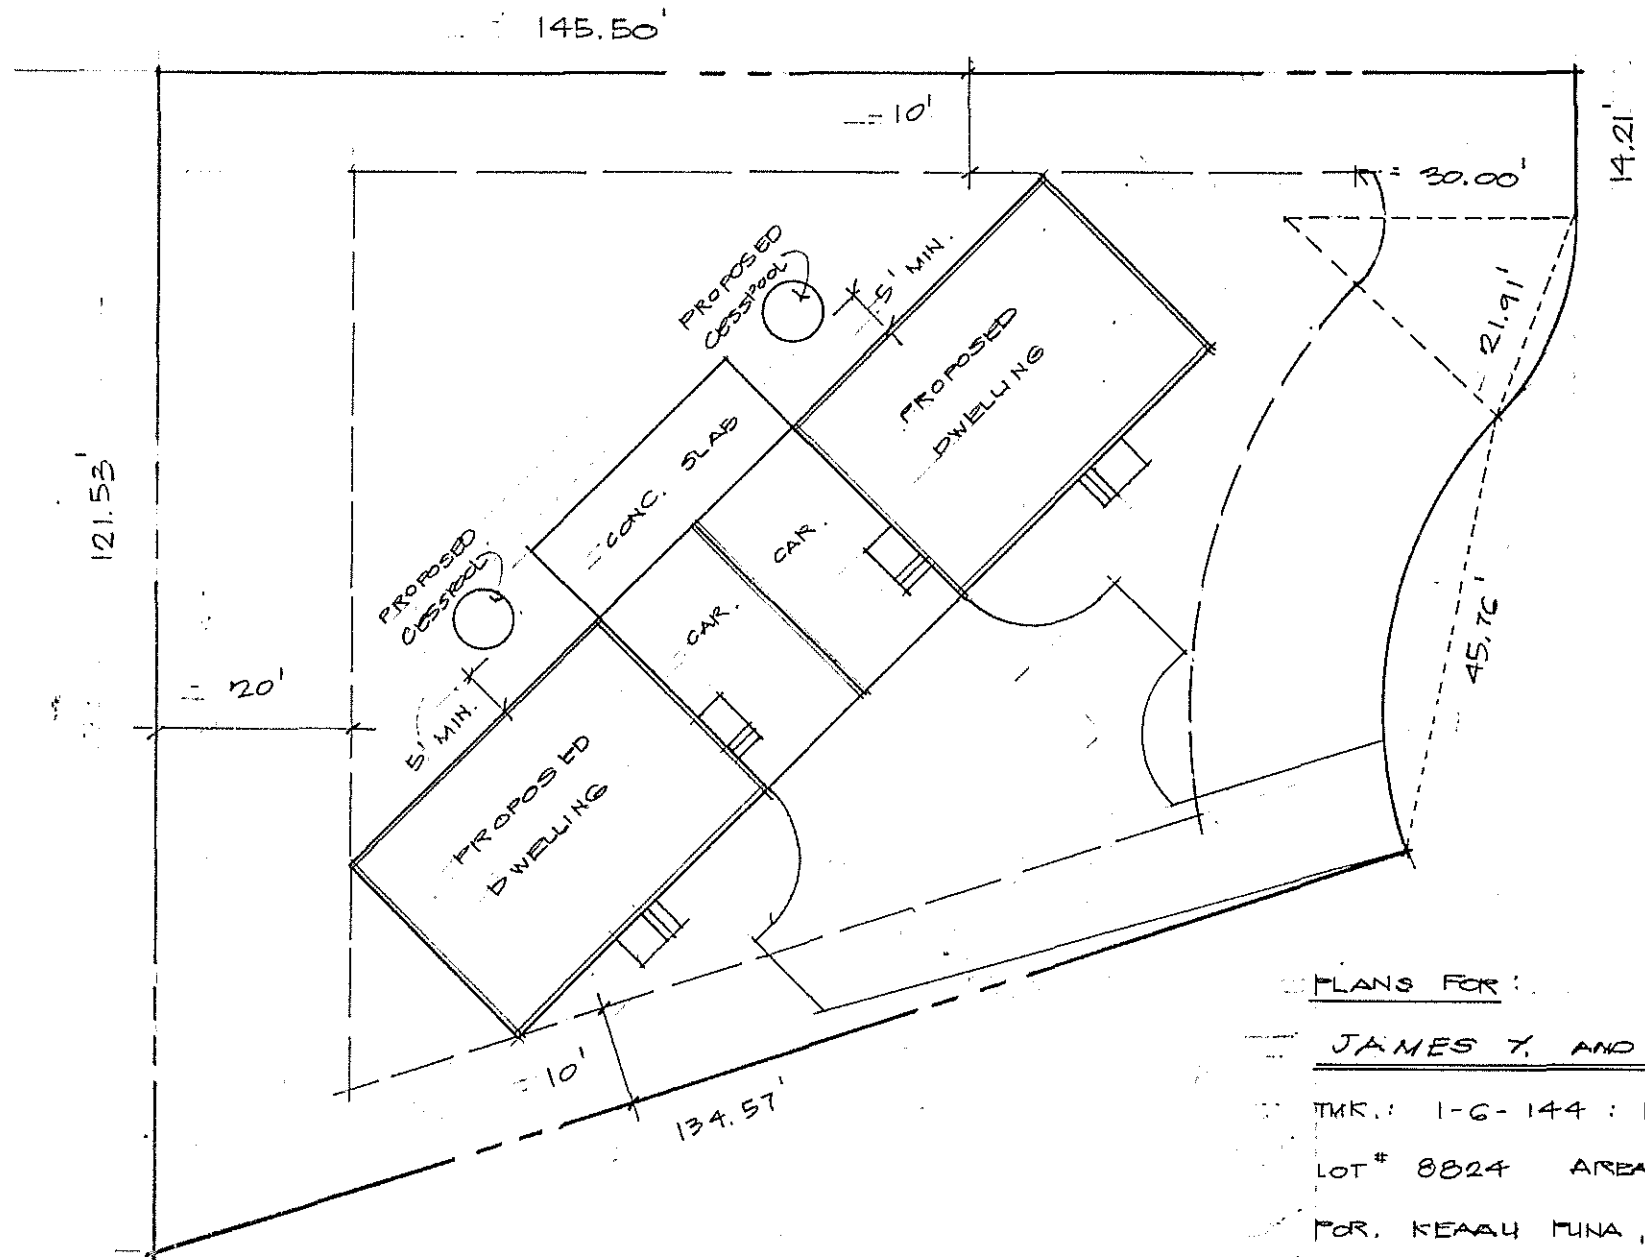 145.50'
10'
14.21'
30.00'
PROPOSED
CESSPOOL
5' MIN.
21.91'
PROPOSED
DWELLING
CONC. SLAB
121.53'
CAR.
PROPOSED
CESSPOOL
CAR.
45.76'
20'
5' MIN.
PROPOSED
DWELLING
10'
134.57'
PLANS FOR:
JAMES Y. AND
TMK.: 1-6-144 :
LOT # 8824 AREA
POR. KEAAU PUNA,